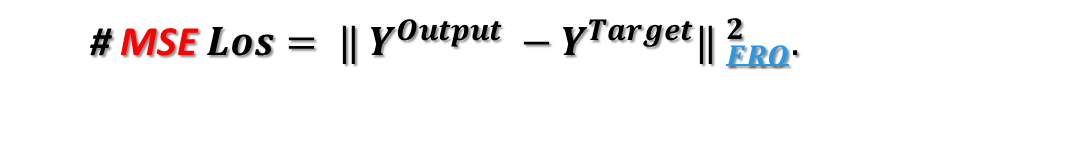 # MSE Los = ‖ Y^Output − Y^Target‖ ^2_FRO.